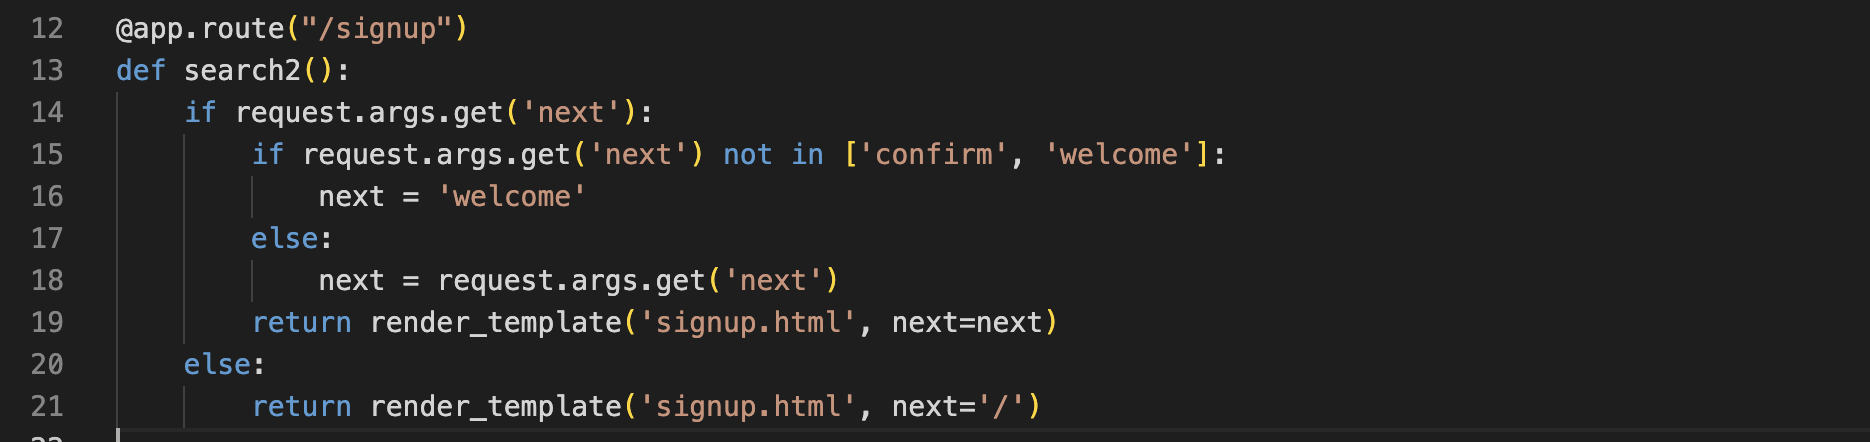 12 @app.route("/signup")
13 def search2():
14     if request.args.get('next'):
15         if request.args.get('next') not in ['confirm', 'welcome']:
16             next = 'welcome'
17         else:
18             next = request.args.get('next')
19         return render_template('signup.html', next=next)
20     else:
21         return render_template('signup.html', next='/')